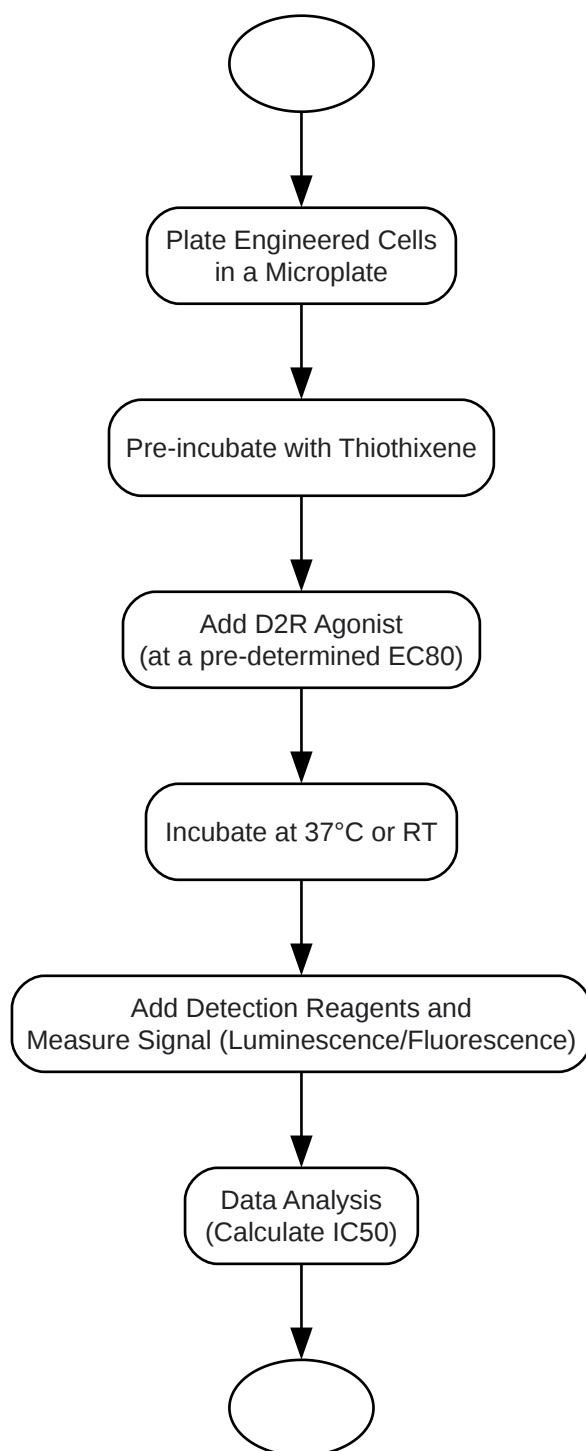 Plate Engineered Cells
in a Microplate
Pre-incubate with Thiothixene
Add D2R Agonist
(at a pre-determined EC80)
Incubate at 37°C or RT
Add Detection Reagents and
Measure Signal (Luminescence/Fluorescence)
Data Analysis
(Calculate IC50)